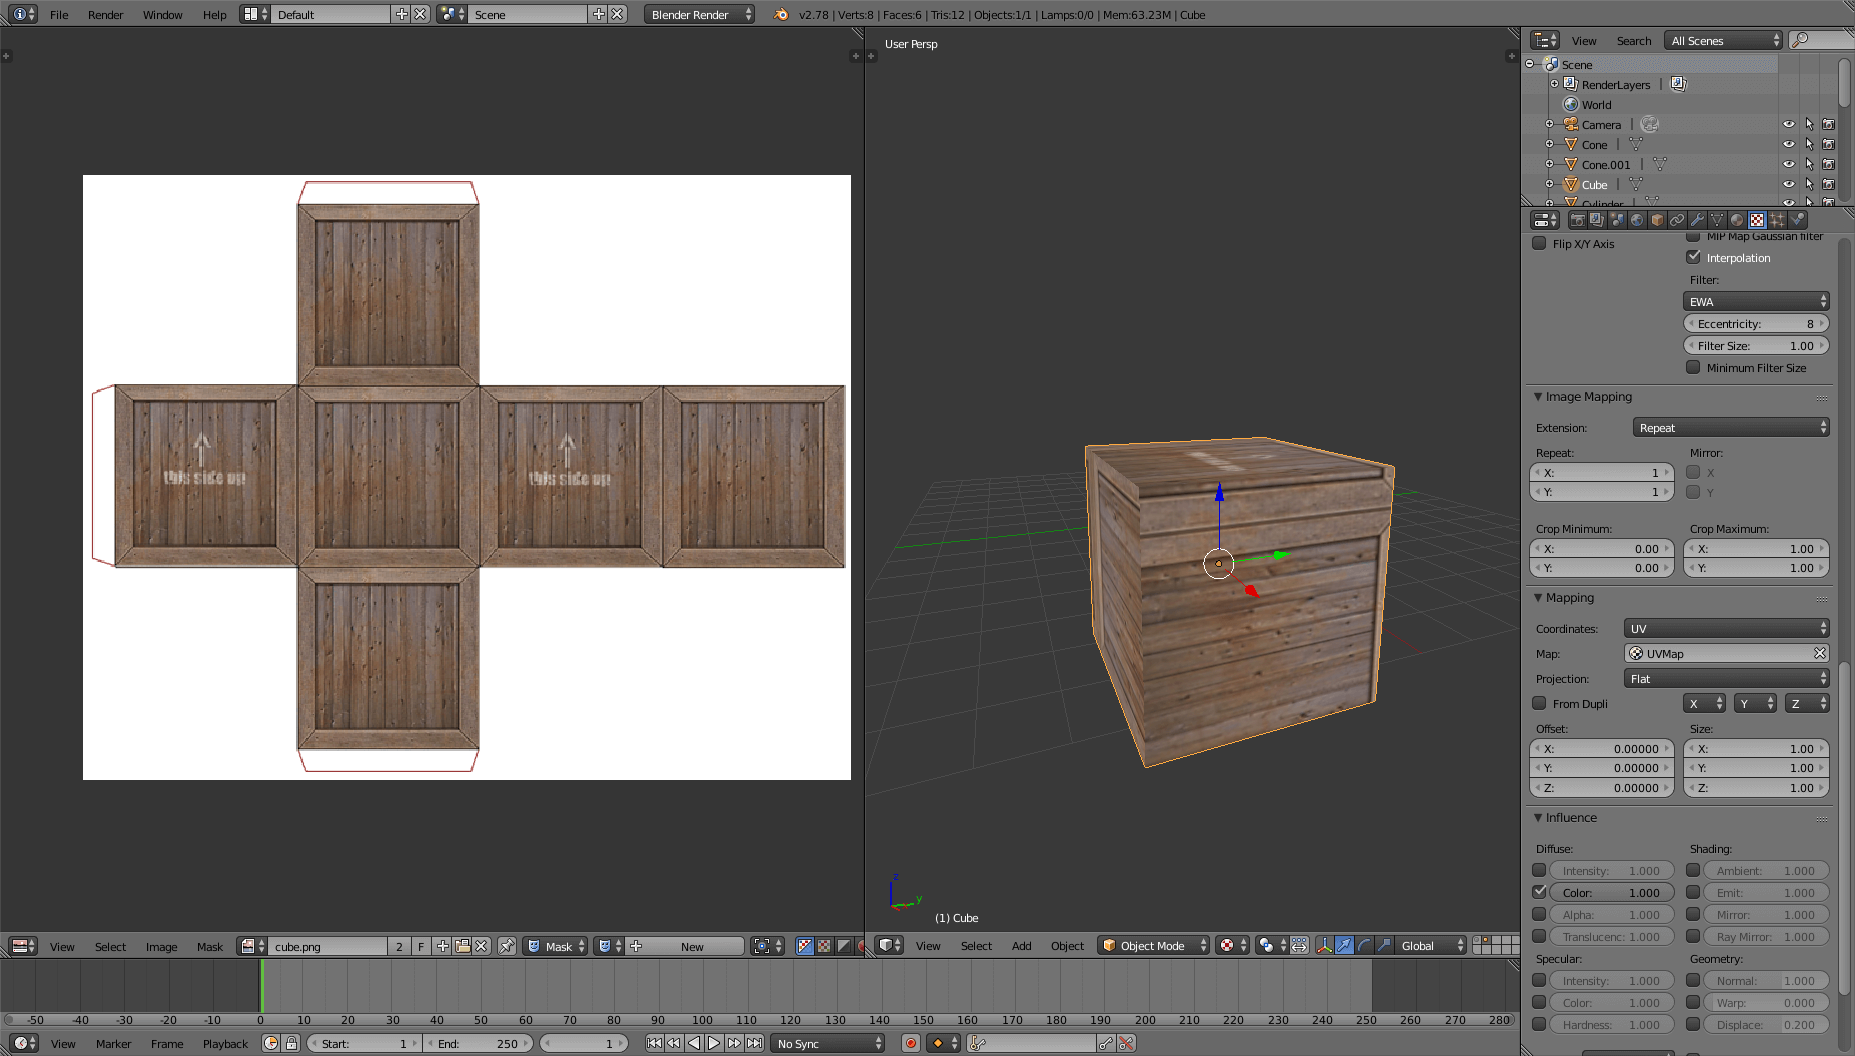 File Render Window Help Default Scene Blender Render v2.78 | Verts:8 | Faces:6 | Tris:12 | Objects:1/1 | Lamps:0/0 | Mem:63.23M | Cube
User Persp
View Search All Scenes
Scene
RenderLayers |
World
Camera |
Cone |
Cone.001 |
Cube |
Cylinder
Flip X/Y Axis
MIP Map Gaussian filter
Interpolation
Filter:
EWA
Eccentricity: 8
Filter Size: 1.00
Minimum Filter Size
Image Mapping
Extension: Repeat
Repeat: Mirror:
X: 1 X
Y: 1 Y
Crop Minimum: Crop Maximum:
X: 0.00 X: 1.00
Y: 0.00 Y: 1.00
Mapping
Coordinates: UV
Map: UVMap
Projection: Flat
From Dupli X Y Z
Offset: Size:
X: 0.00000 X: 1.00
Y: 0.00000 Y: 1.00
Z: 0.00000 Z: 1.00
Influence
Diffuse: Shading:
Intensity: 1.000 Ambient: 1.000
Color: 1.000 Emit: 1.000
Alpha: 1.000 Mirror: 1.000
Translucenc: 1.000 Ray Mirror: 1.000
Specular: Geometry:
Intensity: 1.000 Normal: 1.000
Color: 1.000 Warp: 0.000
Hardness: 1.000 Displace: 0.200
this side up this side up
z
y
(1) Cube
View Select Image Mask cube.png 2 F Mask New
View Select Add Object Object Mode Global
-50 -40 -30 -20 -10 0 10 20 30 40 50 60 70 80 90 100 110 120 130 140 150 160 170 180 190 200 210 220 230 240 250 260 270 280
View Marker Frame Playback Start: 1 End: 250 1 No Sync